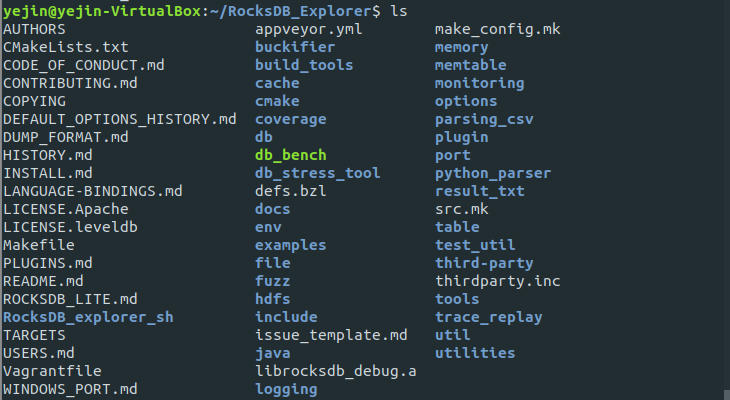 yejin@yejin-VirtualBox:~/RocksDB_Explorer$ ls
AUTHORS appveyor.yml make_config.mk
CMakeLists.txt buckifier memory
CODE_OF_CONDUCT.md build_tools memtable
CONTRIBUTING.md cache monitoring
COPYING cmake options
DEFAULT_OPTIONS_HISTORY.md coverage parsing_csv
DUMP_FORMAT.md db plugin
HISTORY.md db_bench port
INSTALL.md db_stress_tool python_parser
LANGUAGE-BINDINGS.md defs.bzl result_txt
LICENSE.Apache docs src.mk
LICENSE.leveldb env table
Makefile examples test_util
PLUGINS.md file third-party
README.md fuzz thirdparty.inc
ROCKSDB_LITE.md hdfs tools
RocksDB_explorer_sh include trace_replay
TARGETS issue_template.md util
USERS.md java utilities
Vagrantfile librocksdb_debug.a
WINDOWS_PORT.md logging